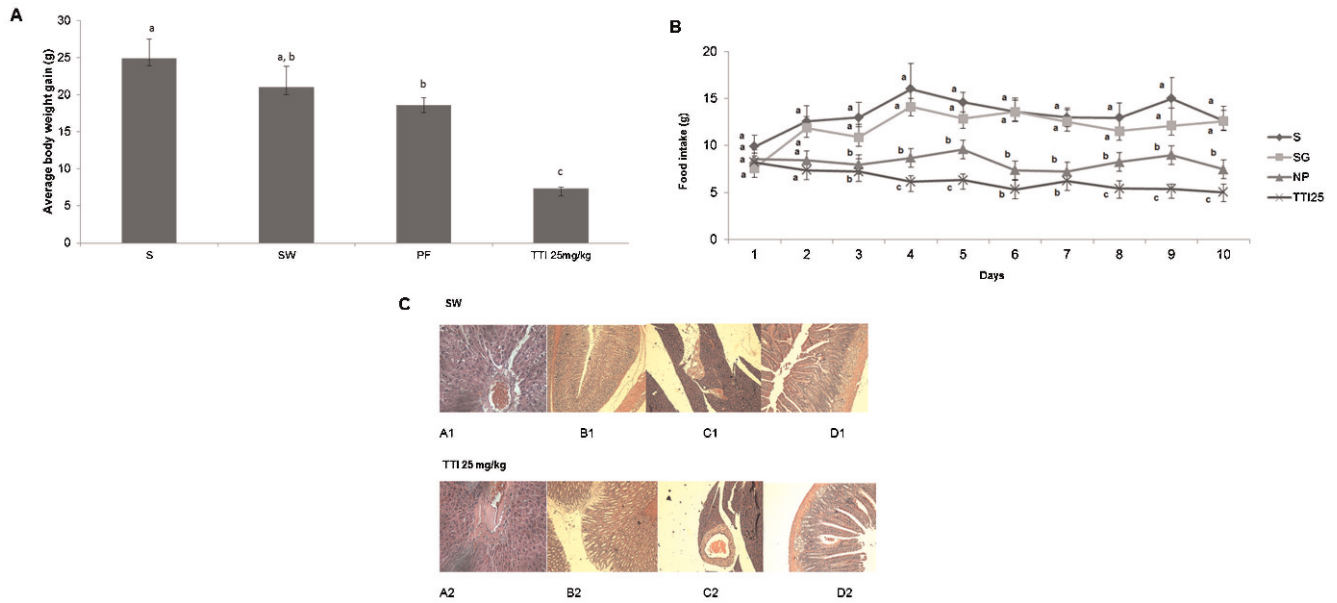 A
Average body weight gain (g)
30
25
20
15
10
5
0
a
a, b
b
c
S
SW
PF
TTI 25mg/kg
B
Food intake (g)
20
15
10
5
0
a a a a a a a a a a
a a a a a a a a a a
a a b b b b b b b b
a a b c c b c c c c
1 2 3 4 5 6 7 8 9 10
Days
S
SG
NP
TTI25
C
SW
A1 B1 C1 D1
TTI 25 mg/kg
A2 B2 C2 D2